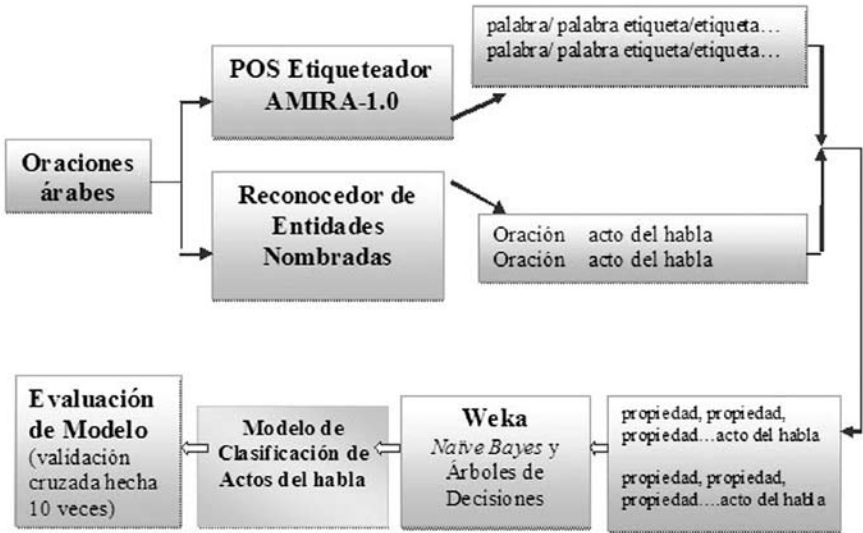 palabra/ palabra etiqueta/etiqueta…
palabra/ palabra etiqueta/etiqueta…
POS Etiqueteador
AMIRA-1.0
Oraciones
árabes
Reconocedor de
Entidades
Nombradas
Oración acto del habla
Oración acto del habla
Evaluación
de Modelo
(validación
cruzada hecha
10 veces)
Modelo de
Clasificación de
Actos del habla
Weka
Naïve Bayes y
Árboles de
Decisiones
propiedad, propiedad,
propiedad…acto del habla
propiedad, propiedad,
propiedad….acto del habla